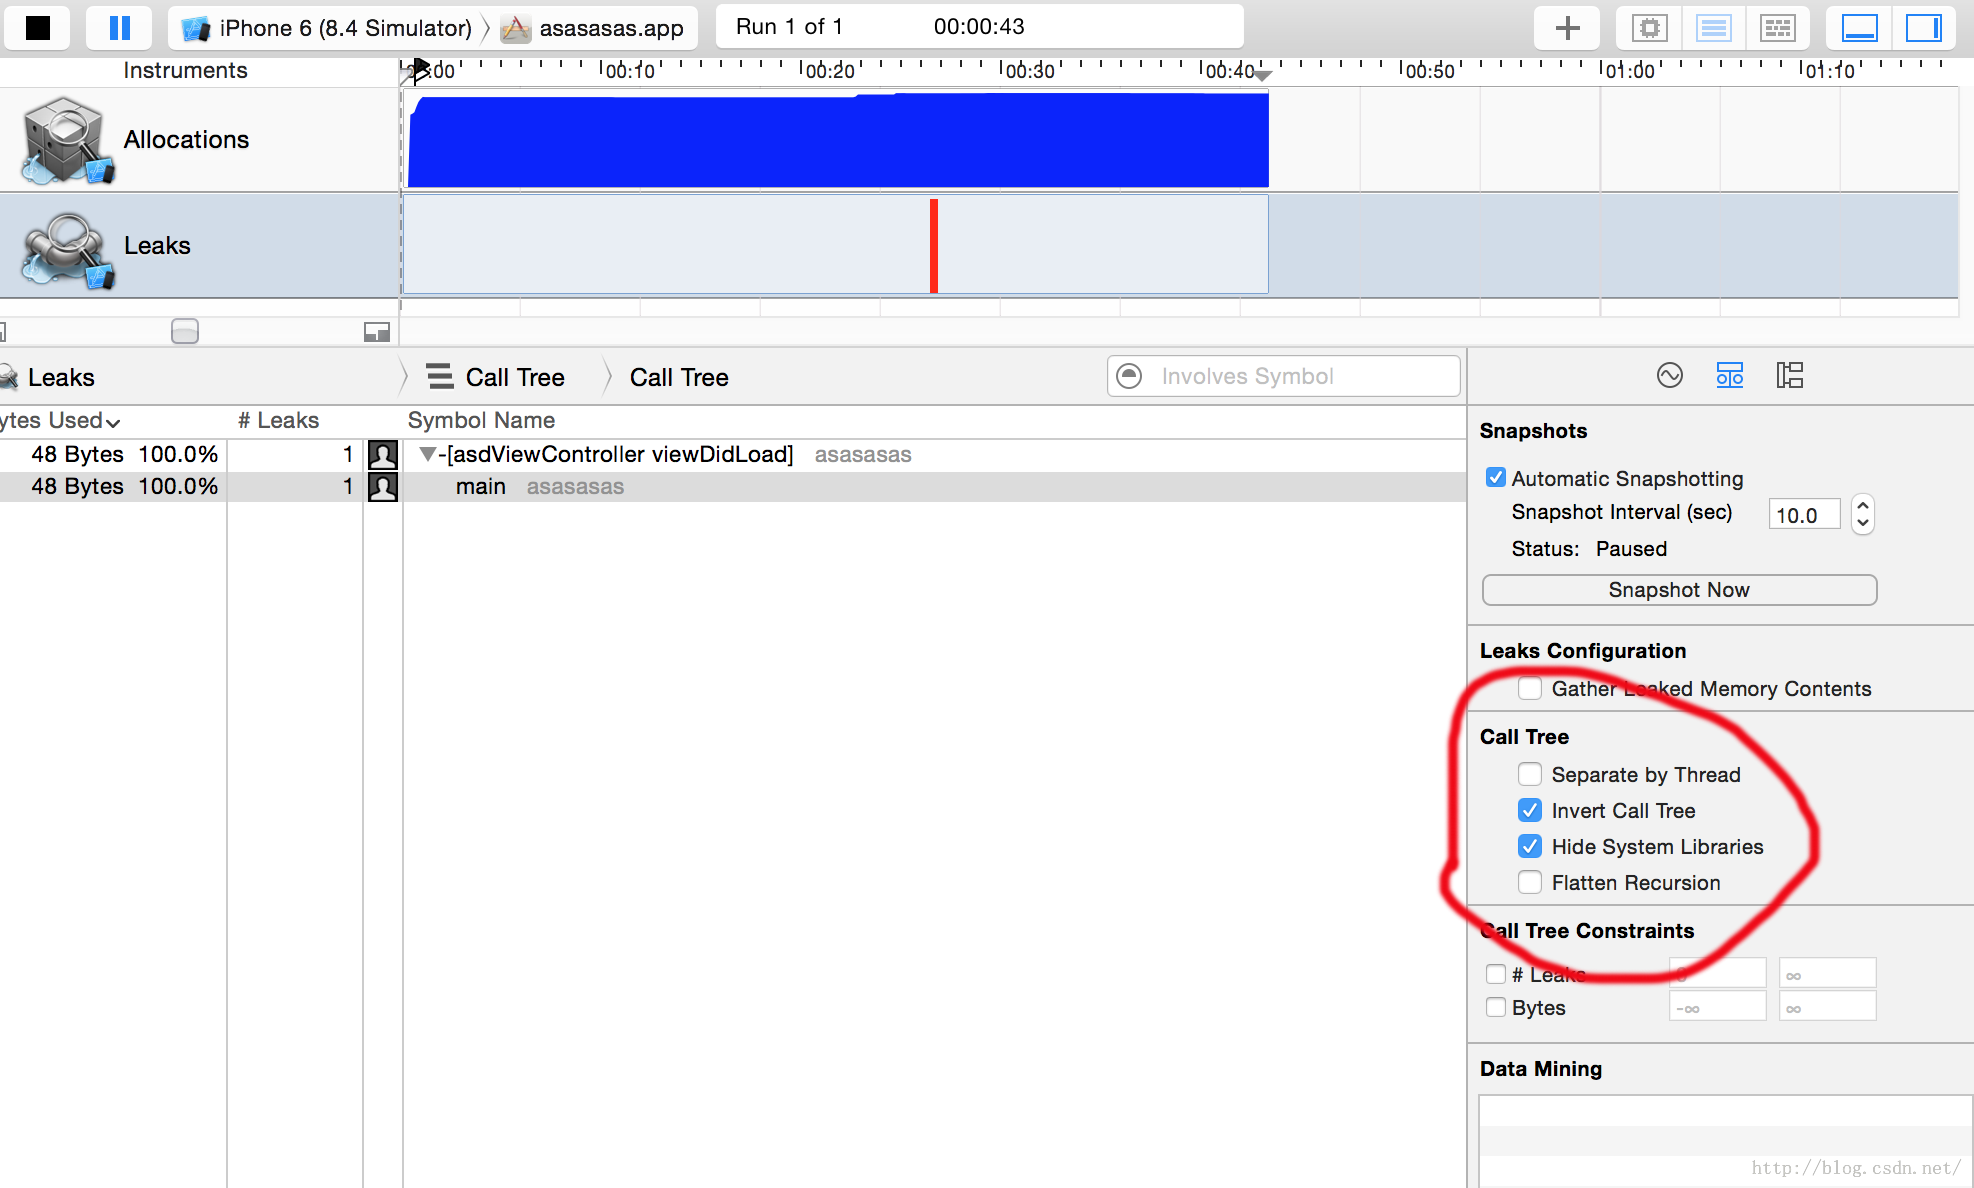 iPhone 6 (8.4 Simulator) asasasas.app Run 1 of 1 00:00:43
Instruments 00:10 00:20 00:30 00:40 00:50 01:00 01:10
Allocations
Leaks
Leaks Call Tree Call Tree Involves Symbol
ytes Used # Leaks Symbol Name
48 Bytes 100.0% 1 -[asdViewController viewDidLoad] asasasas
48 Bytes 100.0% 1 main asasasas
Snapshots
Automatic Snapshotting
Snapshot Interval (sec) 10.0
Status: Paused
Snapshot Now
Leaks Configuration
Gather Leaked Memory Contents
Call Tree
Separate by Thread
Invert Call Tree
Hide System Libraries
Flatten Recursion
Call Tree Constraints
# Leaks ∞
Bytes -∞ ∞
Data Mining
http://blog.csdn.net/